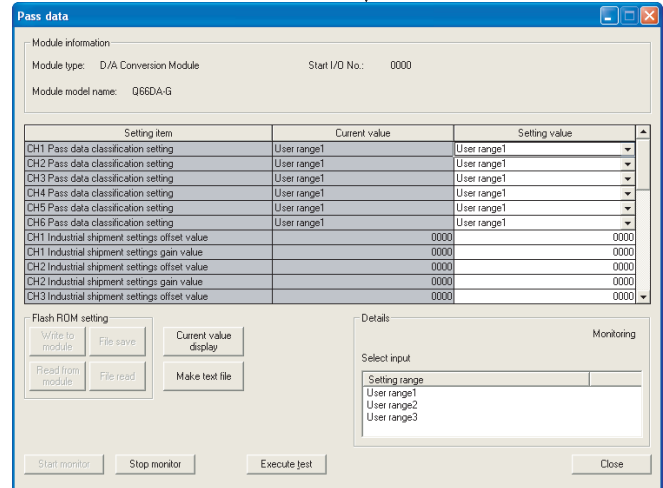 Pass data
Module information
Module type: D/A Conversion Module Start I/O No.: 0000
Module model name: Q66DA-G
Setting item Current value Setting value
CH1 Pass data classification setting User range1 User range1
CH2 Pass data classification setting User range1 User range1
CH3 Pass data classification setting User range1 User range1
CH4 Pass data classification setting User range1 User range1
CH5 Pass data classification setting User range1 User range1
CH6 Pass data classification setting User range1 User range1
CH1 Industrial shipment settings offset value 0000 0000
CH1 Industrial shipment settings gain value 0000 0000
CH2 Industrial shipment settings offset value 0000 0000
CH2 Industrial shipment settings gain value 0000 0000
CH3 Industrial shipment settings offset value 0000 0000
Flash ROM setting
Write to
module
File save
Read from
module
File read
Current value
display
Make text file
Details
Monitoring
Select input
Setting range
User range1
User range2
User range3
Start monitor Stop monitor Execute test Close